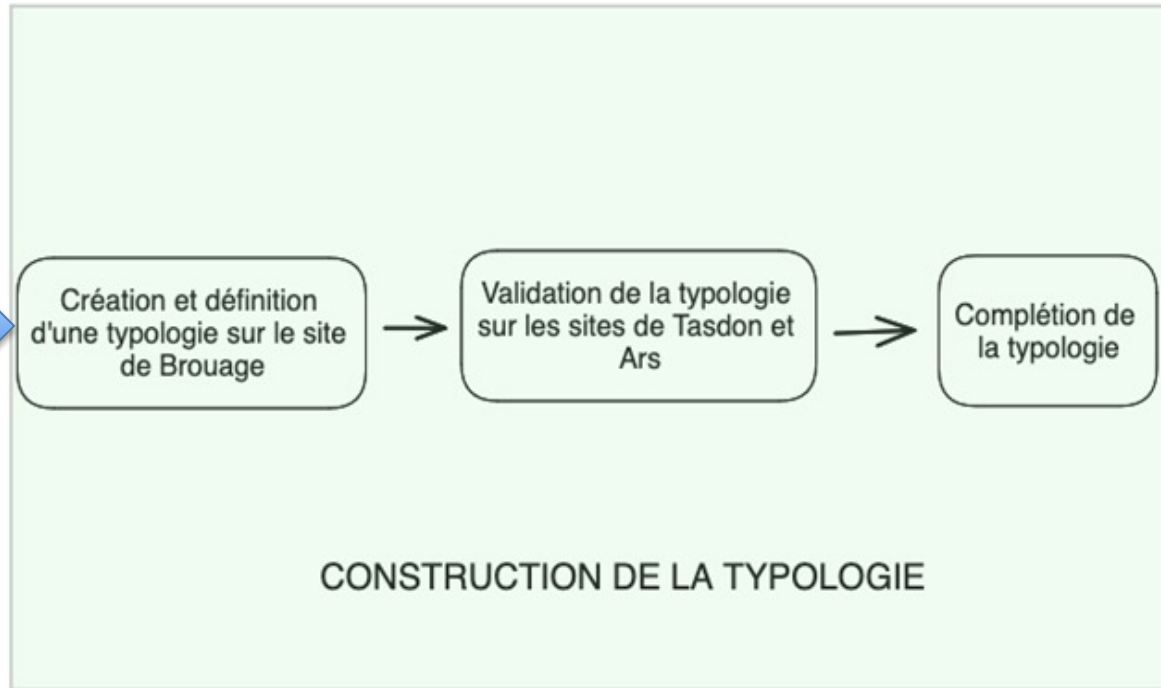 Création et définition
d'une typologie sur le site
de Brouage
Validation de la typologie
sur les sites de Tasdon et
Ars
Complétion de
la typologie
CONSTRUCTION DE LA TYPOLOGIE